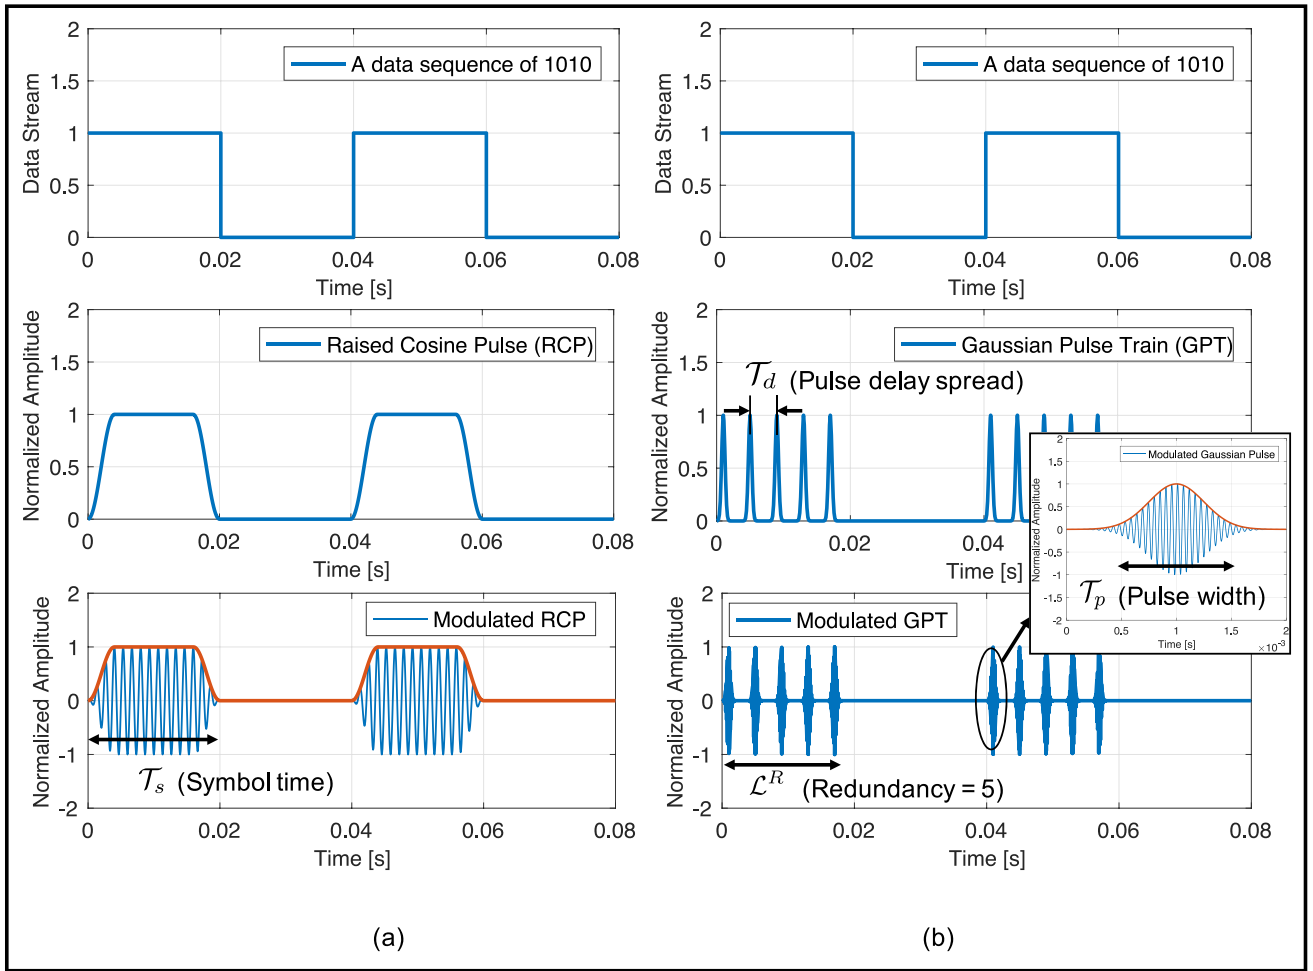 2
1.5
1
0.5
0
Data Stream
A data sequence of 1010
0 0.02 0.04 0.06 0.08
Time [s]
2
1.5
1
0.5
0
Data Stream
A data sequence of 1010
0 0.02 0.04 0.06 0.08
Time [s]
2
1.5
1
0.5
0
Normalized Amplitude
Raised Cosine Pulse (RCP)
0 0.02 0.04 0.06 0.08
Time [s]
2
1.5
1
0.5
0
Normalized Amplitude
Gaussian Pulse Train (GPT)
𝒯d (Pulse delay spread)
0 0.02 0.04
Time [s]
2
1.5
1
0.5
0
-0.5
-1
-1.5
-2
Normalized Amplitude
Modulated Gaussian Pulse
𝒯p (Pulse width)
0 0.5 1 1.5 2
Time [s]
×10⁻³
2
1
0
-1
-2
Normalized Amplitude
Modulated RCP
𝒯s (Symbol time)
0 0.02 0.04 0.06 0.08
Time [s]
2
1
0
-1
-2
Normalized Amplitude
Modulated GPT
ℒᴿ (Redundancy = 5)
0 0.02 0.04 0.06 0.08
Time [s]
(a)
(b)